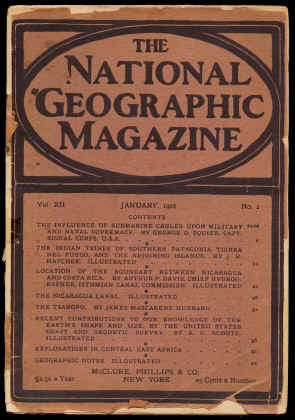 THE
NATIONAL
GEOGRAPHIC
MAGAZINE
Vol. XII JANUARY, 1901 No. 1
CONTENTS
THE INFLUENCE OF SUBMARINE CABLES UPON MILITARY
AND NAVAL SUPREMACY. BY GEORGE O. SQUIER, CAPT.
SIGNAL CORPS, U.S.A.
THE INDIAN TRIBES OF SOUTHERN PATAGONIA, TIERRA
DEL FUEGO, AND THE ADJOINING ISLANDS. BY J. B.
HATCHER. ILLUSTRATED
LOCATION OF THE BOUNDARY BETWEEN NICARAGUA
AND COSTA RICA. BY ARTHUR P. DAVIS, CHIEF HYDROG-
RAPHER, ISTHMIAN CANAL COMMISSION. ILLUSTRATED
THE NICARAGUA CANAL. ILLUSTRATED
THE TSANGPO. BY JAMES MASCARENE HUBBARD
RECENT CONTRIBUTIONS TO OUR KNOWLEDGE OF THE
EARTH'S SHAPE AND SIZE, BY THE UNITED STATES
COAST AND GEODETIC SURVEY. BY C. A. SCHOTT.
ILLUSTRATED
EXPLORATIONS IN CENTRAL EAST AFRICA
GEOGRAPHIC NOTES. ILLUSTRATED
McCLURE, PHILLIPS & CO.
$2.50 a Year NEW YORK 25 Cents a Number